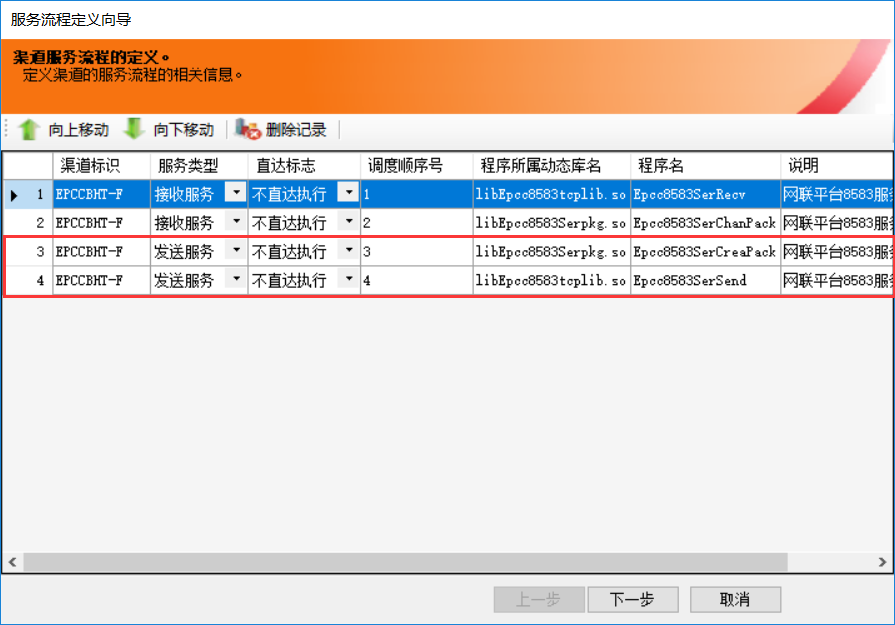 服务流程定义向导
渠道服务流程的定义。
定义渠道的服务流程的相关信息。
向上移动 向下移动 删除记录
渠道标识 服务类型 直达标志 调度顺序号 程序所属动态库名 程序名 说明
1 EPCCBHT-F 接收服务 不直达执行 1 libEpcc8583tcplib.so Epcc8583SerRecv 网联平台8583服
2 EPCCBHT-F 接收服务 不直达执行 2 libEpcc8583Serpkg.so Epcc8583SerChanPack 网联平台8583服
3 EPCCBHT-F 发送服务 不直达执行 3 libEpcc8583Serpkg.so Epcc8583SerCreaPack 网联平台8583服
4 EPCCBHT-F 发送服务 不直达执行 4 libEpcc8583tcplib.so Epcc8583SerSend 网联平台8583服
上一步 下一步 取消